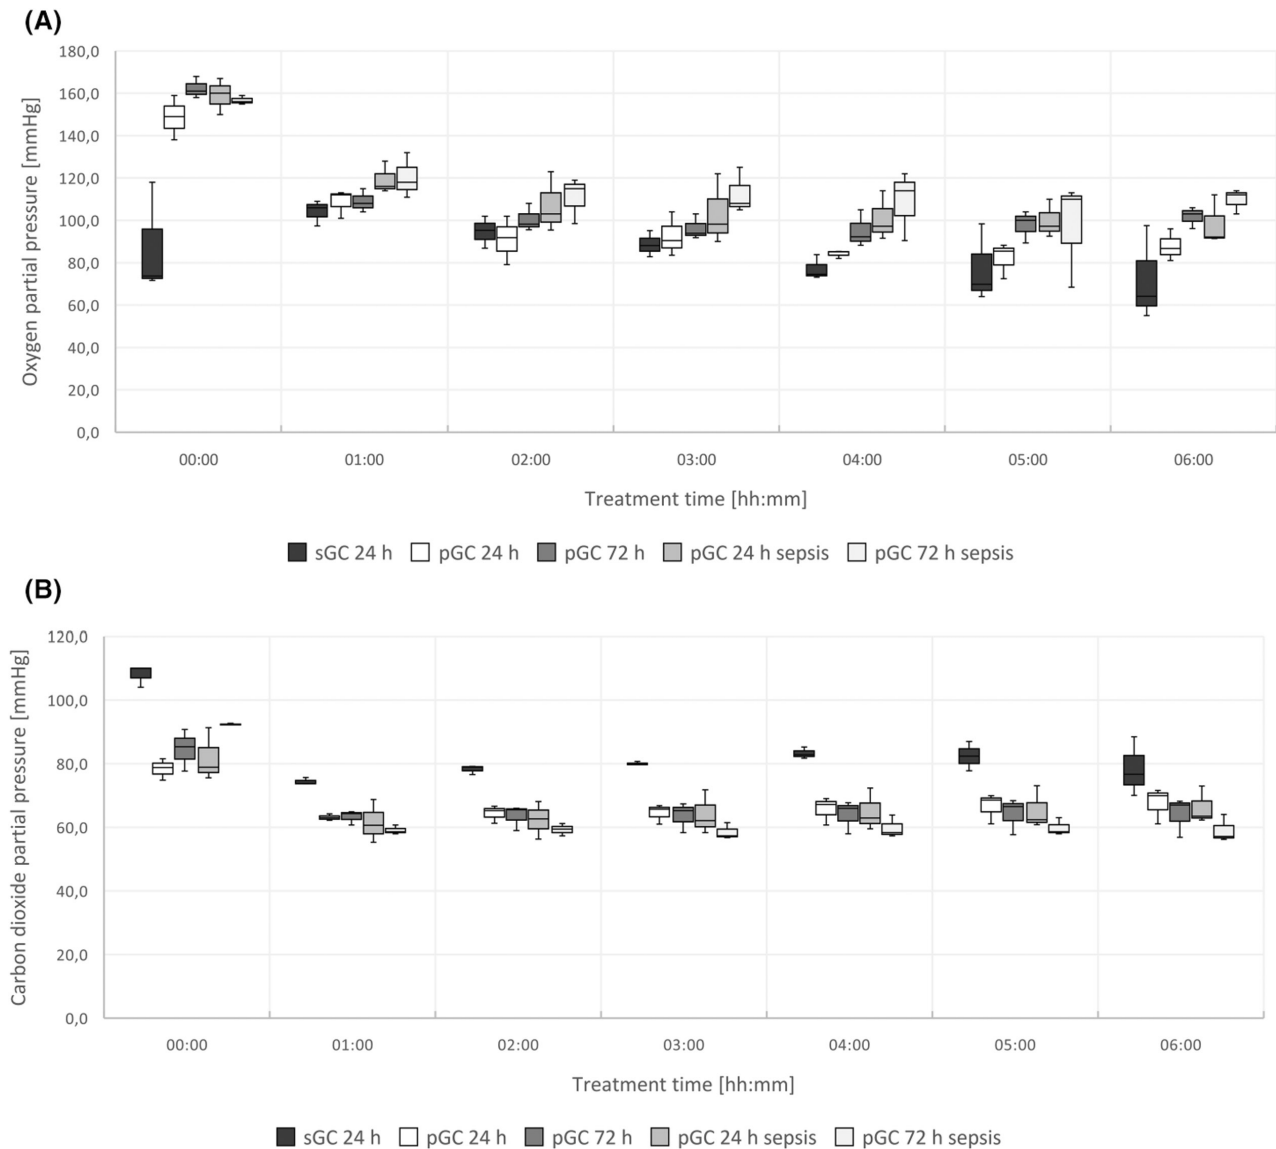 (A)
Oxygen partial pressure [mmHg]
180,0
160,0
140,0
120,0
100,0
80,0
60,0
40,0
20,0
0,0
00:00 01:00 02:00 03:00 04:00 05:00 06:00
Treatment time [hh:mm]
sGC 24 h pGC 24 h pGC 72 h pGC 24 h sepsis pGC 72 h sepsis
(B)
Carbon dioxide partial pressure [mmHg]
120,0
100,0
80,0
60,0
40,0
20,0
0,0
00:00 01:00 02:00 03:00 04:00 05:00 06:00
Treatment time [hh:mm]
sGC 24 h pGC 24 h pGC 72 h pGC 24 h sepsis pGC 72 h sepsis